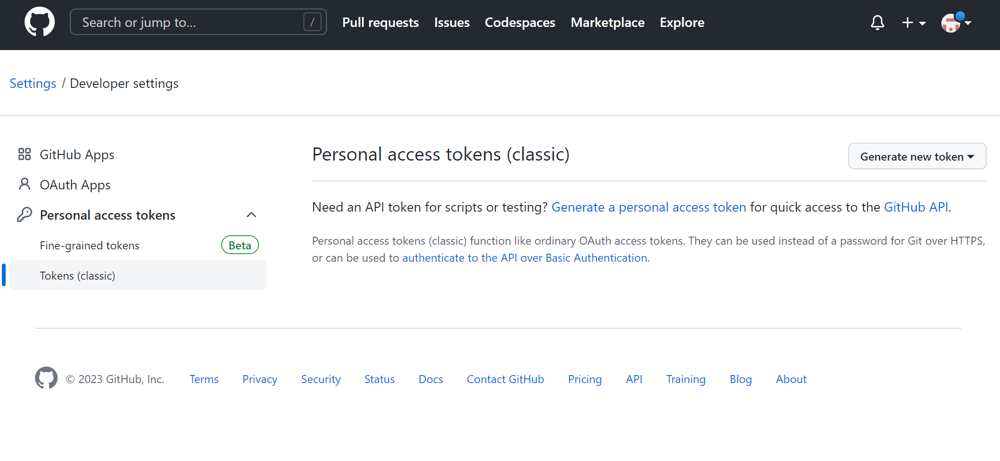 Search or jump to... / Pull requests Issues Codespaces Marketplace Explore
Settings / Developer settings
GitHub Apps
OAuth Apps
Personal access tokens
Fine-grained tokens Beta
Tokens (classic)
Personal access tokens (classic) Generate new token
Need an API token for scripts or testing? Generate a personal access token for quick access to the GitHub API.
Personal access tokens (classic) function like ordinary OAuth access tokens. They can be used instead of a password for Git over HTTPS,
or can be used to authenticate to the API over Basic Authentication.
© 2023 GitHub, Inc. Terms Privacy Security Status Docs Contact GitHub Pricing API Training Blog About